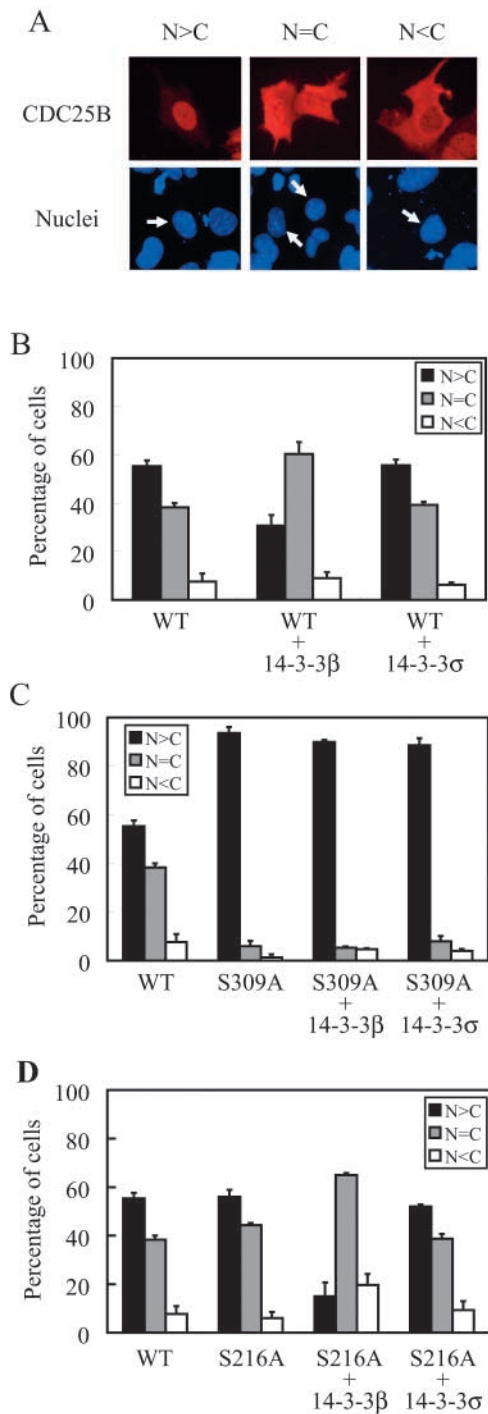 A
N>C N=C N<C
CDC25B
Nuclei
B
Percentage of cells
100
80
60
40
20
0
N>C
N=C
N<C
WT WT WT
+ +
14-3-3β 14-3-3σ
C
Percentage of cells
100
80
60
40
20
0
N>C
N=C
N<C
WT S309A S309A S309A
+ +
14-3-3β 14-3-3σ
D
Percentage of cells
100
80
60
40
20
0
N>C
N=C
N<C
WT S216A S216A S216A
+ +
14-3-3β 14-3-3σ